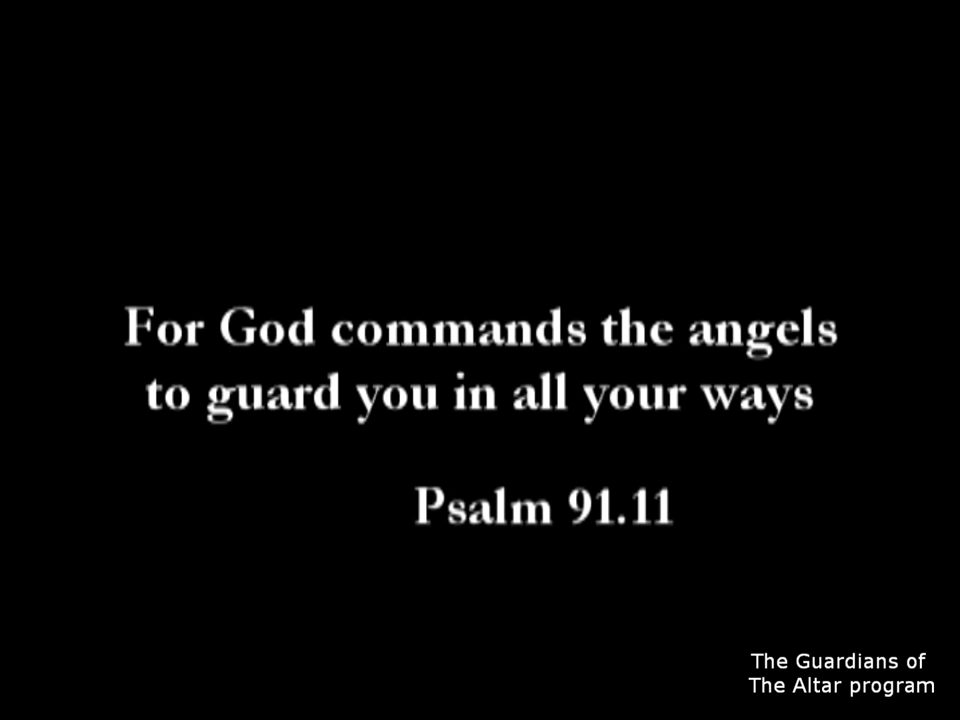 For God commands the angels
to guard you in all your ways
Psalm 91.11
The Guardians of
The Altar program